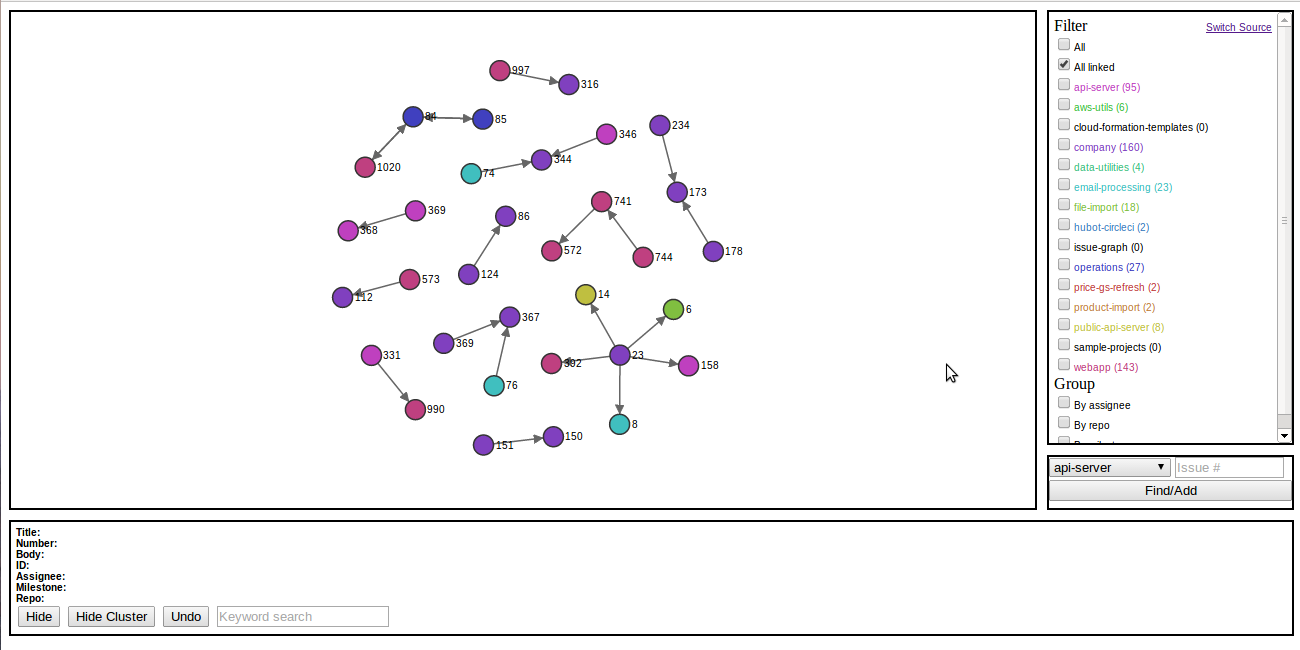 997
316
84
85
346
234
1020
74
344
369
368
86
741
173
572
744
178
124
573
112
14
6
367
369
331
392
23
158
76
990
8
151
150
Filter
Switch Source
All
All linked
api-server (95)
aws-utils (6)
cloud-formation-templates (0)
company (160)
data-utilities (4)
email-processing (23)
file-import (18)
hubot-circleci (2)
issue-graph (0)
operations (27)
price-gs-refresh (2)
product-import (2)
public-api-server (8)
sample-projects (0)
webapp (143)
Group
By assignee
By repo
api-server
Issue #
Find/Add
Title:
Number:
Body:
ID:
Assignee:
Milestone:
Repo:
Hide
Hide Cluster
Undo
Keyword search